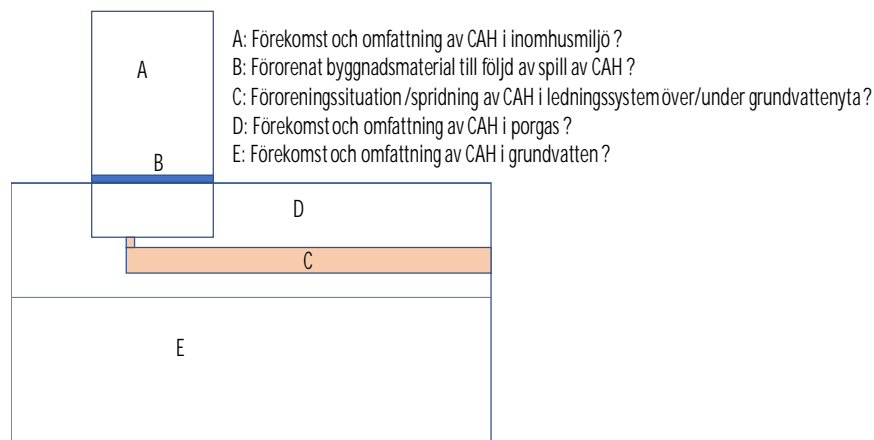 A: Förekomst och omfattning av CAH i inomhusmiljö?
B: Förorenat byggnadsmaterial till följd av spill av CAH?
C: Föroreningssituation/spridning av CAH i ledningssystem över/under grundvattenyta?
D: Förekomst och omfattning av CAH i porgas?
E: Förekomst och omfattning av CAH i grundvatten?
A
B
D
C
E